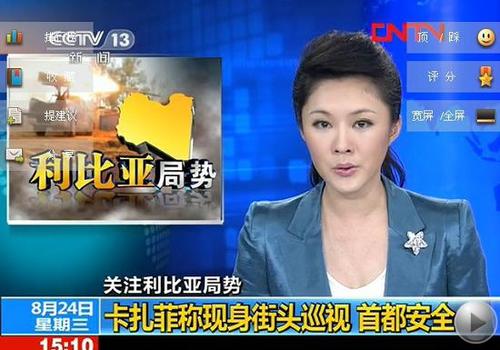 CCTV 13
新闻
CNTV
顶
踩
收
评分
提建议
宽屏/全屏
利比亚局势
关注利比亚局势
8月24日
星期三
卡扎菲称现身街头巡视 首都安全
15:10